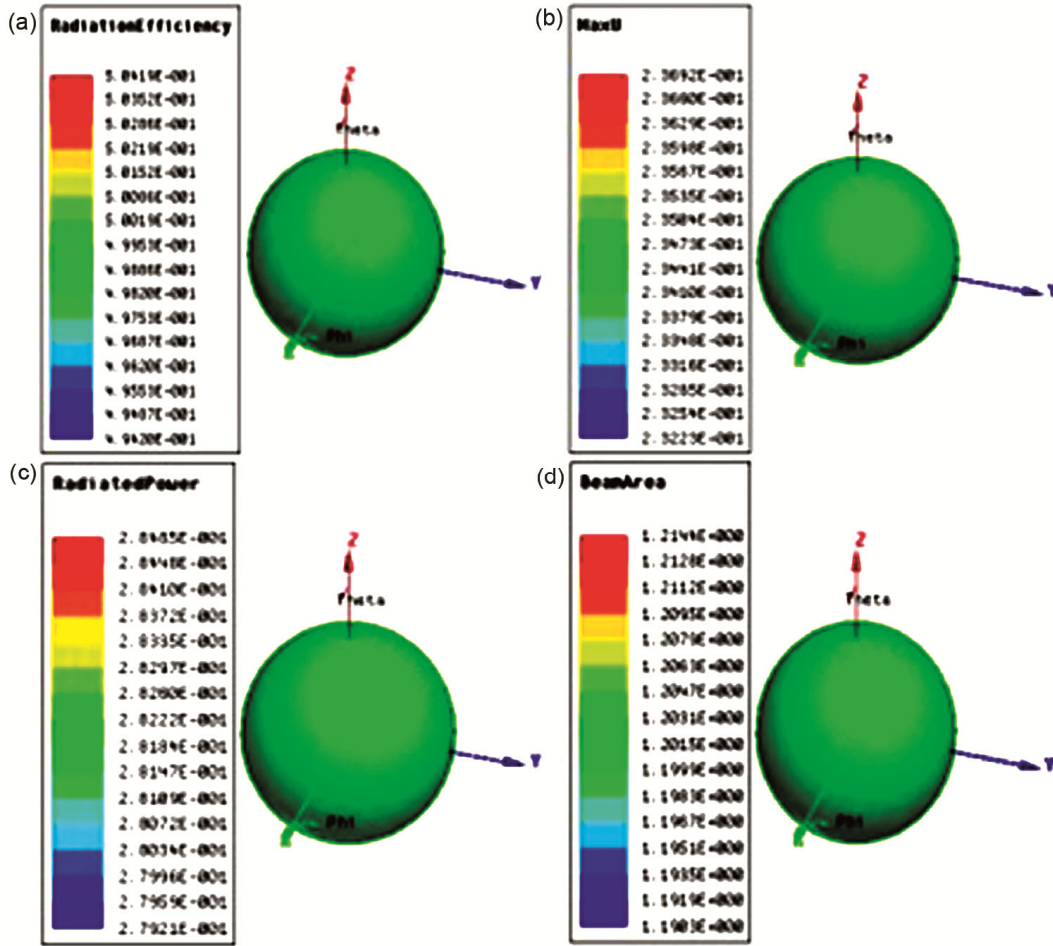 (a)
RadiationEfficiency
5.0419E-001
5.0352E-001
5.0286E-001
5.0219E-001
5.0152E-001
5.0086E-001
5.0019E-001
4.9953E-001
4.9886E-001
4.9820E-001
4.9753E-001
4.9687E-001
4.9620E-001
4.9553E-001
4.9487E-001
4.9420E-001
Z
Theta
Y
Phi
(b)
MaxU
2.3692E-001
2.3660E-001
2.3629E-001
2.3598E-001
2.3567E-001
2.3535E-001
2.3504E-001
2.3473E-001
2.3441E-001
2.3410E-001
2.3379E-001
2.3348E-001
2.3316E-001
2.3285E-001
2.3254E-001
2.3223E-001
Z
Theta
Y
Phi
(c)
RadiatedPower
2.8485E-001
2.8448E-001
2.8410E-001
2.8372E-001
2.8335E-001
2.8297E-001
2.8260E-001
2.8222E-001
2.8184E-001
2.8147E-001
2.8109E-001
2.8072E-001
2.8034E-001
2.7996E-001
2.7959E-001
2.7921E-001
Z
Theta
Y
Phi
(d)
BeamArea
1.2144E+000
1.2128E+000
1.2112E+000
1.2095E+000
1.2079E+000
1.2063E+000
1.2047E+000
1.2031E+000
1.2015E+000
1.1999E+000
1.1983E+000
1.1967E+000
1.1951E+000
1.1935E+000
1.1919E+000
1.1903E+000
Z
Theta
Y
Phi